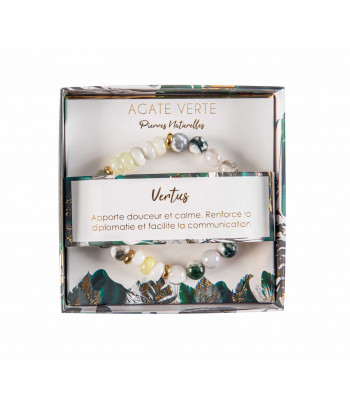 AGATE VERTE
Pierres Naturelles
Vertus
Apporte douceur et calme. Renforce la
diplomatie et facilite la communication.